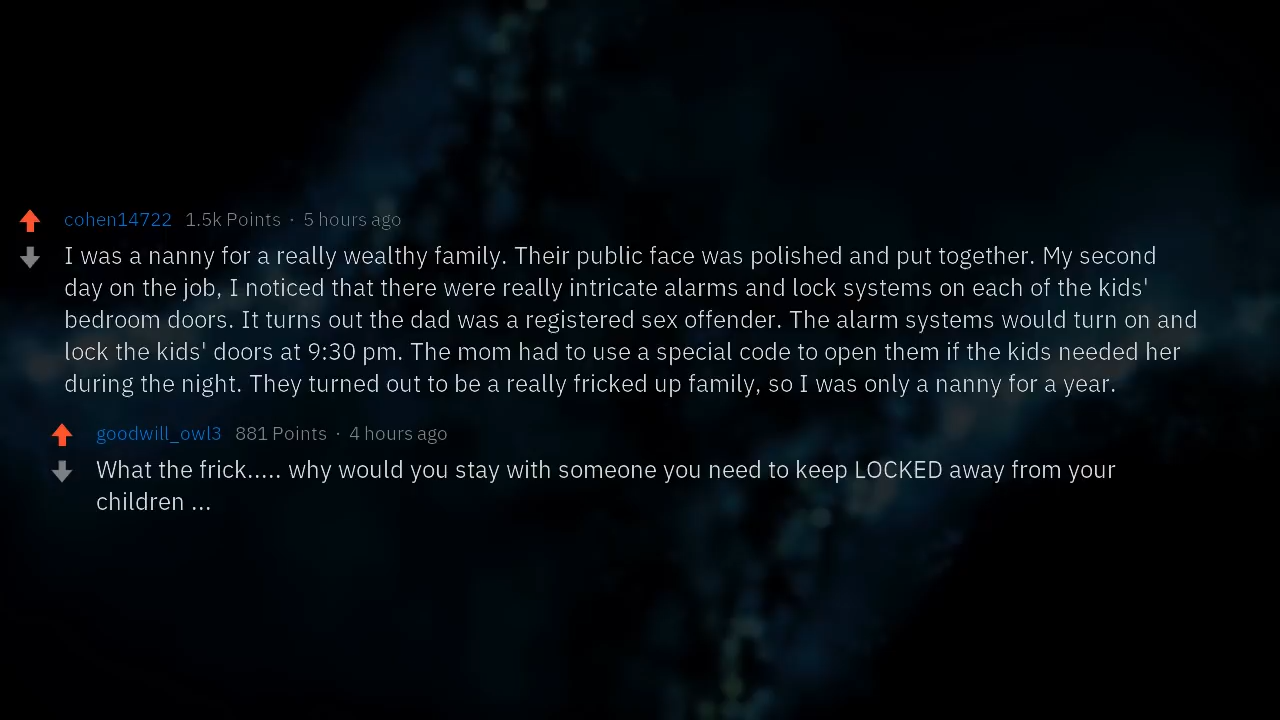 cohen14722 1.5k Points · 5 hours ago
I was a nanny for a really wealthy family. Their public face was polished and put together. My second
day on the job, I noticed that there were really intricate alarms and lock systems on each of the kids'
bedroom doors. It turns out the dad was a registered sex offender. The alarm systems would turn on and
lock the kids' doors at 9:30 pm. The mom had to use a special code to open them if the kids needed her
during the night. They turned out to be a really fricked up family, so I was only a nanny for a year.
goodwill_owl3 881 Points · 4 hours ago
What the frick..... why would you stay with someone you need to keep LOCKED away from your
children ...